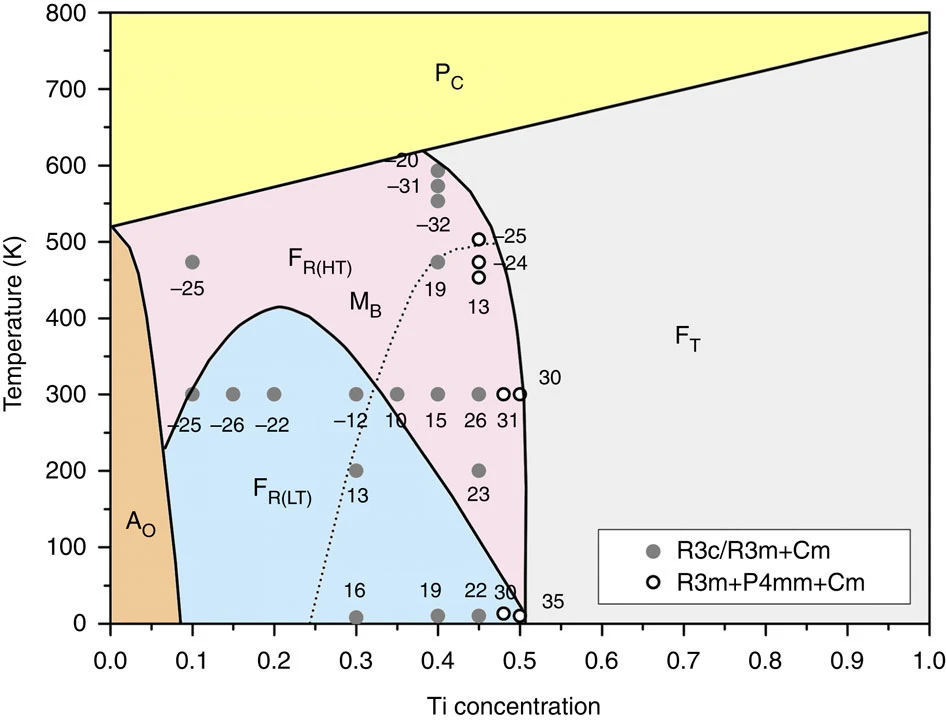 800
P_C
700
600
–20
–31
–32
500
–25
F_R(HT)
–24
–25
19
M_B
13
400
F_T
30
300
–25 –26 –22 –12 10 15 26 31
200
F_R(LT)
13
23
A_O
100
R3c/R3m+Cm
16 19 22 30
R3m+P4mm+Cm
35
0
0.0 0.1 0.2 0.3 0.4 0.5 0.6 0.7 0.8 0.9 1.0
Temperature (K)
Ti concentration